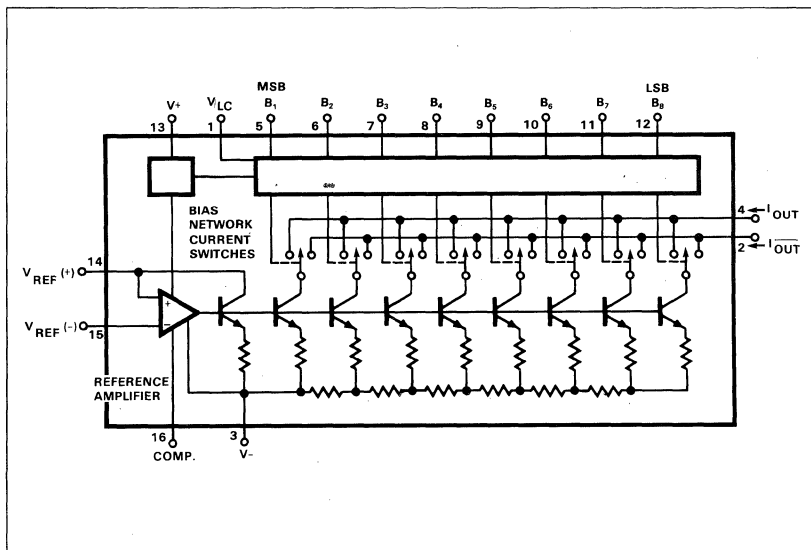 MSB LSB
V+ VLC B1 B2 B3 B4 B5 B6 B7 B8
13 1 5 6 7 8 9 10 11 12
BIAS
NETWORK
CURRENT
SWITCHES
4 IOUT
2 IOUT
14
VREF (+)
+
VREF (–)
–
15
REFERENCE
AMPLIFIER
16 3
COMP. V–